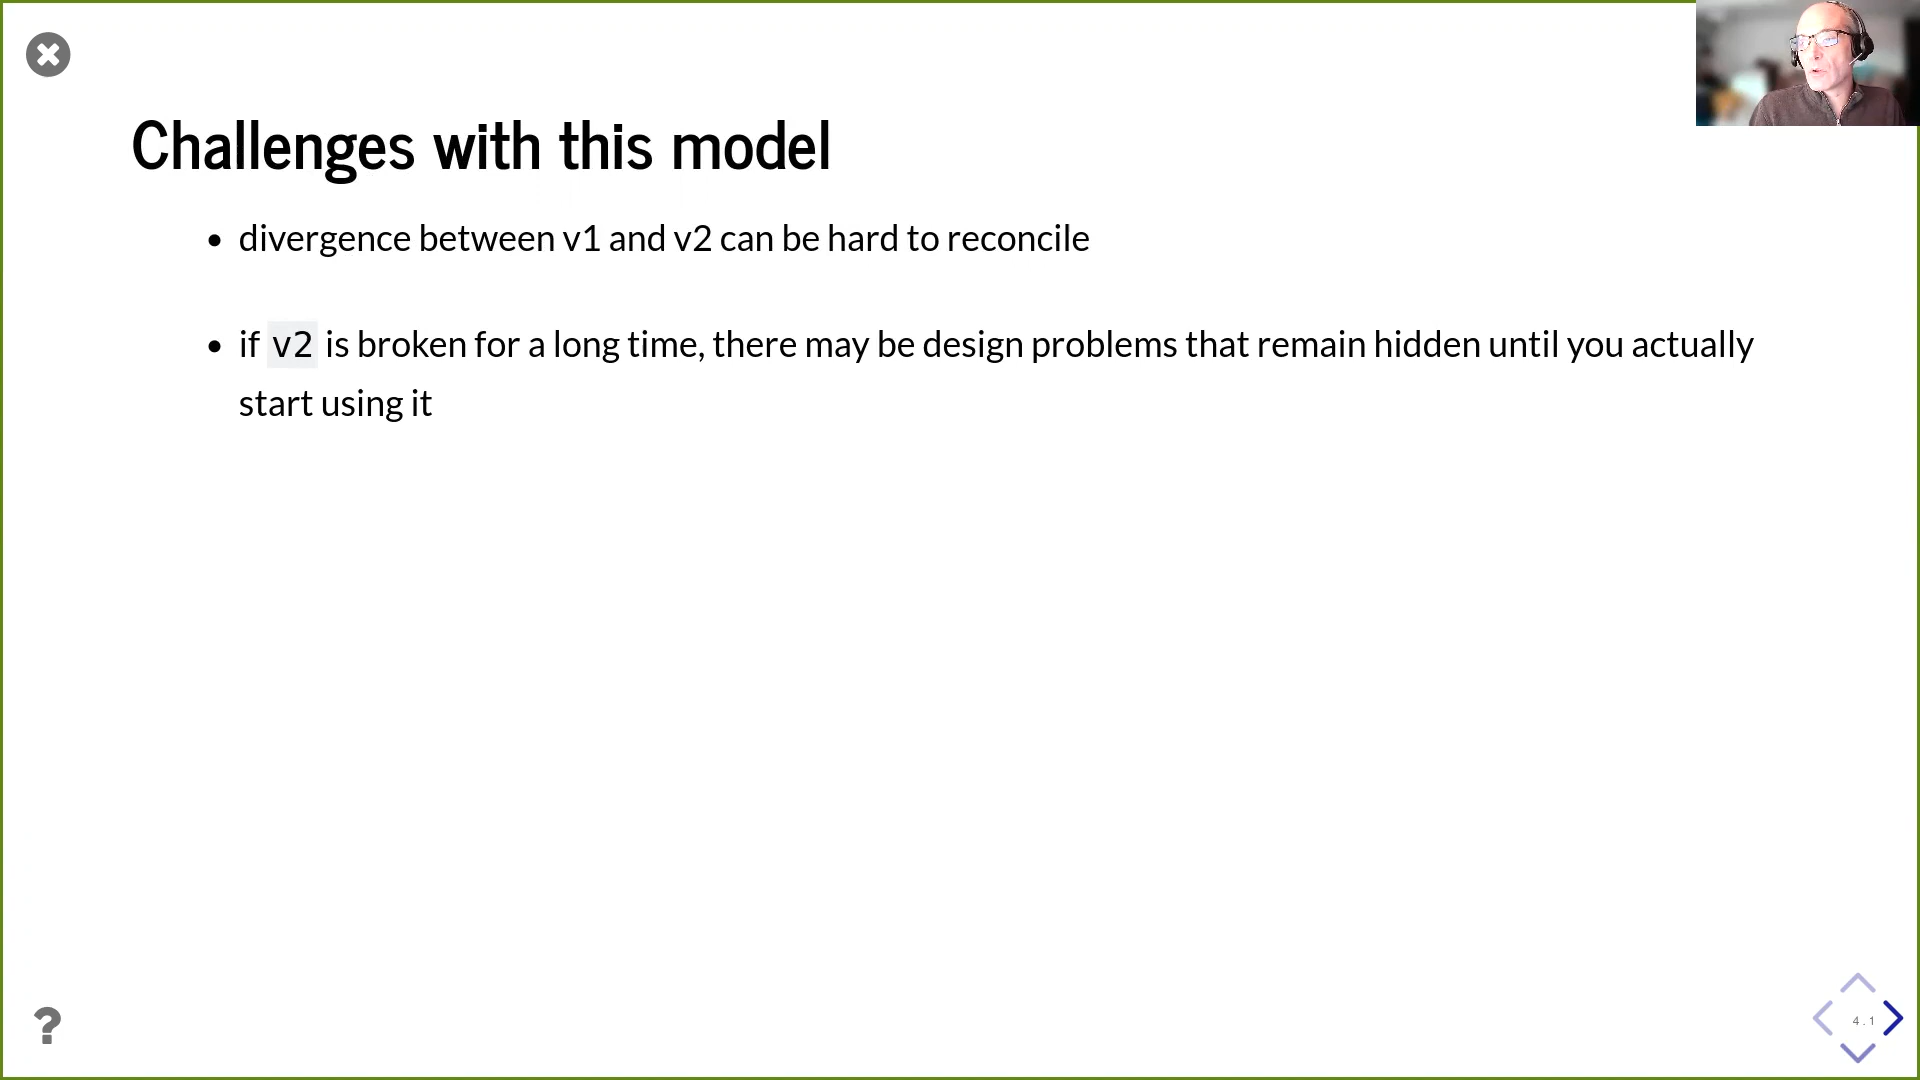 Challenges with this model
• divergence between v1 and v2 can be hard to reconcile
• if v2 is broken for a long time, there may be design problems that remain hidden until you actually
start using it
?
4.1